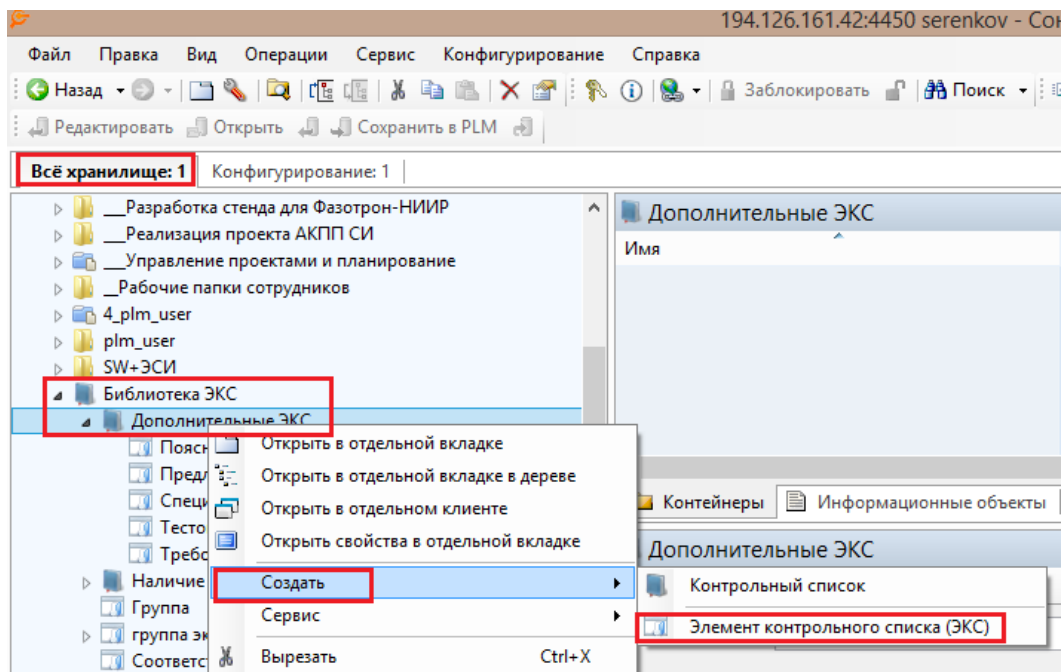 194.126.161.42:4450 serenkov - Сон
Файл Правка Вид Операции Сервис Конфигурирование Справка
Назад Заблокировать Поиск
Редактировать Открыть Сохранить в PLM
Всё хранилище: 1 Конфигурирование: 1
__Разработка стенда для Фазотрон-НИИР
__Реализация проекта АКПП СИ
__Управление проектами и планирование
_Рабочие папки сотрудников
4_plm_user
plm_user
SW+ЭСИ
Библиотека ЭКС
Дополнительные ЭКС
Поясн
Предл
Специ
Тесто
Требо
Наличие
Группа
группа эк
Соответс
Дополнительные ЭКС
Имя
Контейнеры Информационные объекты
Дополнительные ЭКС
Открыть в отдельной вкладке
Открыть в отдельной вкладке в дереве
Открыть в отдельном клиенте
Открыть свойства в отдельной вкладке
Создать
Сервис
Вырезать Ctrl+X
Контрольный список
Элемент контрольного списка (ЭКС)